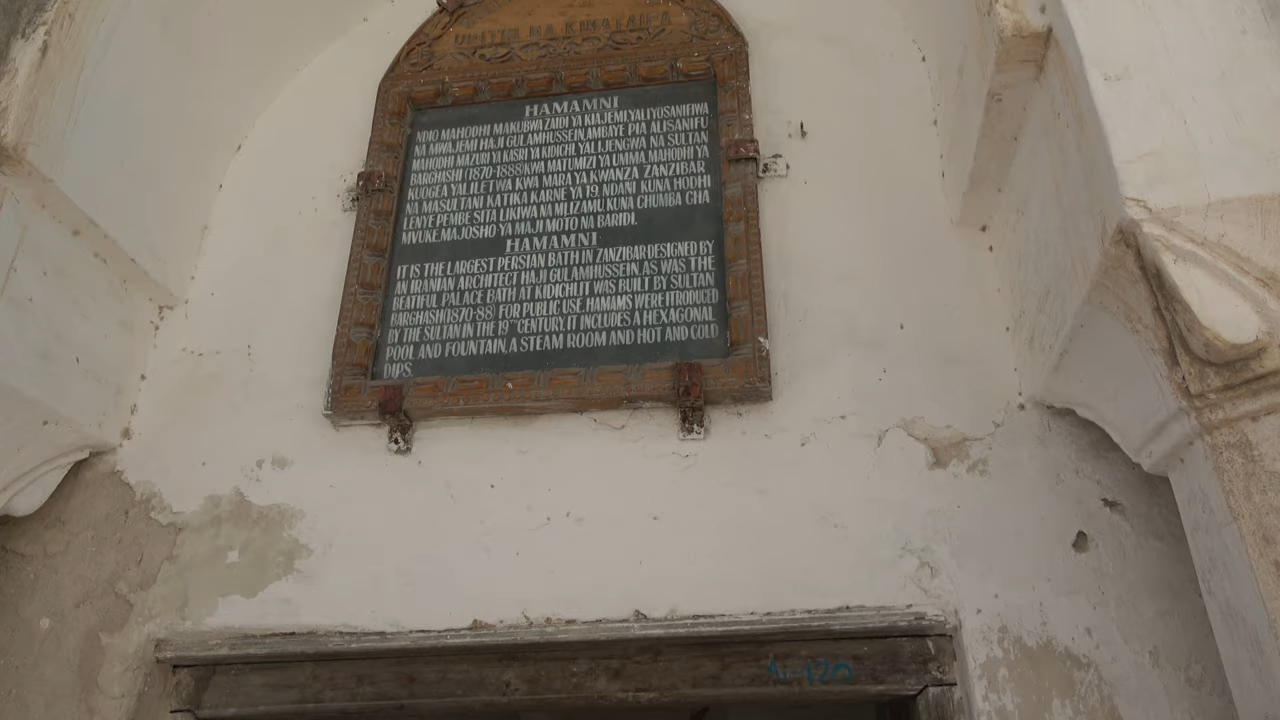 URITHI WA KIMATAIFA
HAMAMNI
NDIO MAHODHI MAKUBWA ZAIDI YA KIAJEMI, YALIYOSANIFIWA
NA MWAJEMI HAJI GULAMHUSSEIN, AMBAYE PIA ALISANIFU
MAHODHI MAZURI YA KASRI YA KIDICHI, YALIJENGWA NA SULTAN
BARGHISHI (1870-1888) KWA MATUMIZI YA UMMA. MAHODHI YA
KUOGEA YALILETWA KWA MARA YA KWANZA ZANZIBAR
NA MASULTANI KATIKA KARNE YA 19. NDANI KUNA HODHI
LENYE PEMBE SITA LIKIWA NA MLIZAMU, KUNA CHUMBA CHA
MVUKE, MAJOSHO YA MAJI MOTO NA BARIDI.
HAMAMNI
IT IS THE LARGEST PERSIAN BATH IN ZANZIBAR DESIGNED BY
AN IRANIAN ARCHITECT HAJI GULAMHUSSEIN, AS WAS THE
BEATIFUL PALACE BATH AT KIDICHI, IT WAS BUILT BY SULTAN
BARGHASH (1870-88) FOR PUBLIC USE. HAMAMS WERE ITRODUCED
BY THE SULTAN IN THE 19TH CENTURY. IT INCLUDES A HEXAGONAL
POOL AND FOUNTAIN, A STEAM ROOM AND HOT AND COLD
DIPS.